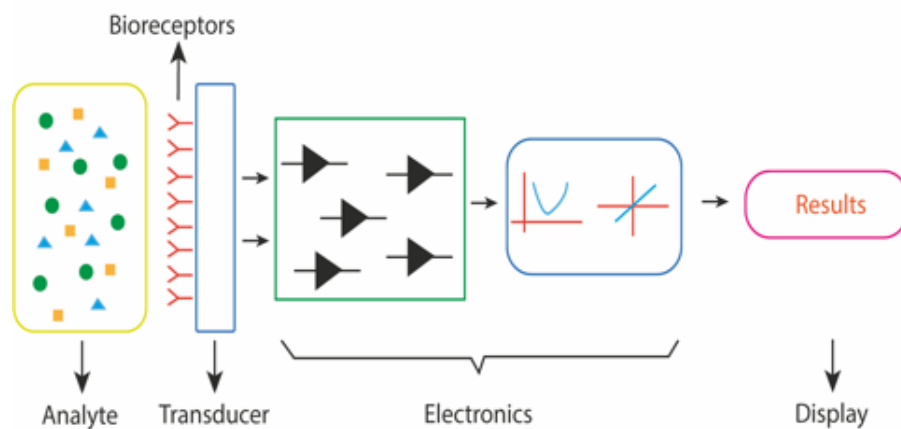 Bioreceptors
Results
Analyte
Transducer
Electronics
Display